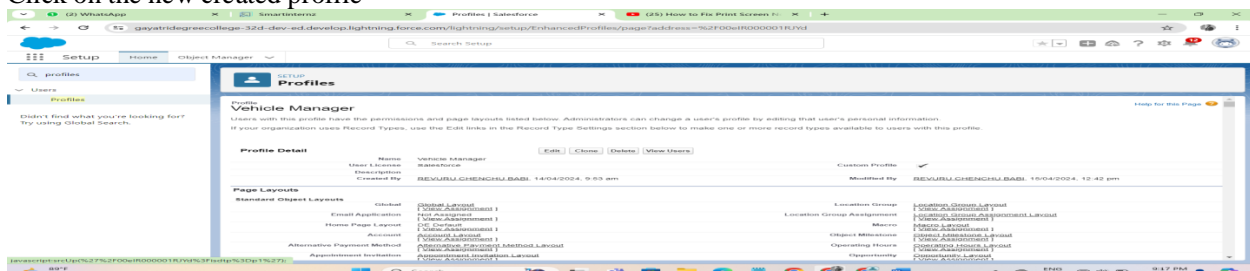 Click on the new created profile
(2) WhatsApp
Smartinternz
Profiles | Salesforce
(25) How to Fix Print Screen N
gayatridegreecollege-32d-dev-ed.develop.lightning.force.com/lightning/setup/EnhancedProfiles/page?address=%2F00eIR000001RJYd
Search Setup
Setup Home Object Manager
profiles
Users
Profiles
Didn't find what you're looking for?
Try using Global Search.
SETUP
Profiles
Profile
Vehicle Manager
Help for this Page
Users with this profile have the permissions and page layouts listed below. Administrators can change a user's profile by editing that user's personal information.
If your organization uses Record Types, use the Edit links in the Record Type Settings section below to make one or more record types available to users with this profile.
Profile Detail Edit Clone Delete View Users
Name Vehicle Manager
User License Salesforce Custom Profile ✓
Description
Created By BEVURU CHENCHU BABI, 14/04/2024, 9:53 am Modified By BEVURU CHENCHU BABI, 15/04/2024, 12:42 pm
Page Layouts
Standard Object Layouts
Global Global Layout [ View Assignment ] Location Group Location Group Layout [ View Assignment ]
Email Application Not Assigned [ View Assignment ] Location Group Assignment Location Group Assignment Layout [ View Assignment ]
Home Page Layout DE Default [ View Assignment ] Macro Macro Layout [ View Assignment ]
Account Account Layout [ View Assignment ] Object Milestone Object Milestone Layout [ View Assignment ]
Alternative Payment Method Alternative Payment Method Layout [ View Assignment ] Operating Hours Operating Hours Layout [ View Assignment ]
Appointment Invitation Appointment Invitation Layout [ View Assignment ] Opportunity Opportunity Layout [ View Assignment ]
89°F
ENG
9:17 PM